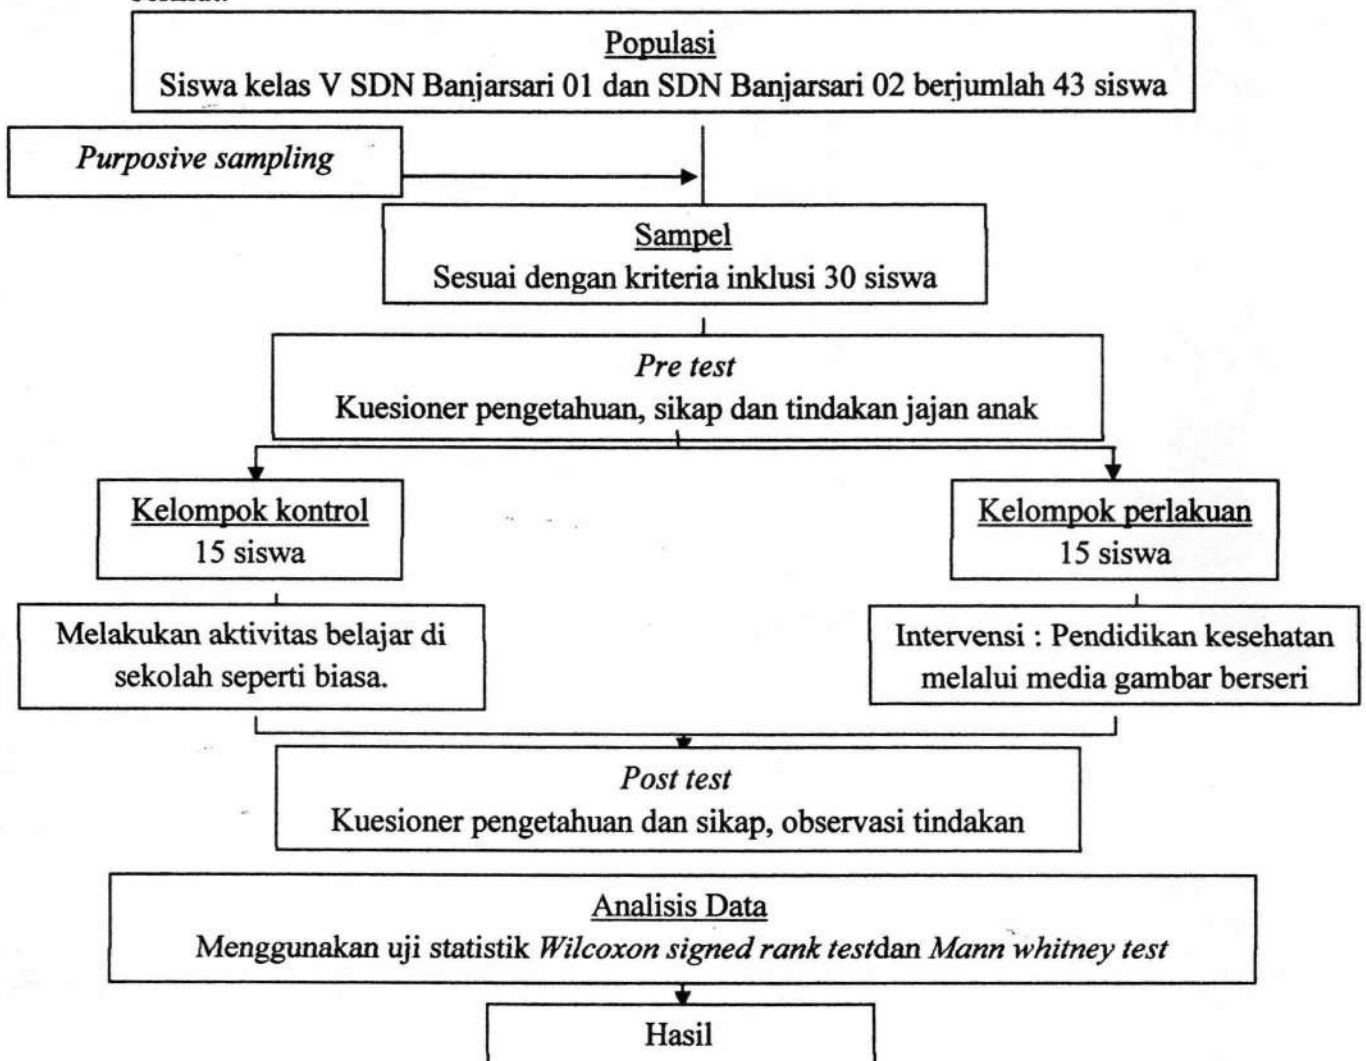 Populasi
Siswa kelas V SDN Banjarsari 01 dan SDN Banjarsari 02 berjumlah 43 siswa
Purposive sampling
Sampel
Sesuai dengan kriteria inklusi 30 siswa
Pre test
Kuesioner pengetahuan, sikap dan tindakan jajan anak
Kelompok kontrol
15 siswa
Kelompok perlakuan
15 siswa
Melakukan aktivitas belajar di
sekolah seperti biasa.
Intervensi : Pendidikan kesehatan
melalui media gambar berseri
Post test
Kuesioner pengetahuan dan sikap, observasi tindakan
Analisis Data
Menggunakan uji statistik Wilcoxon signed rank testdan Mann whitney test
Hasil